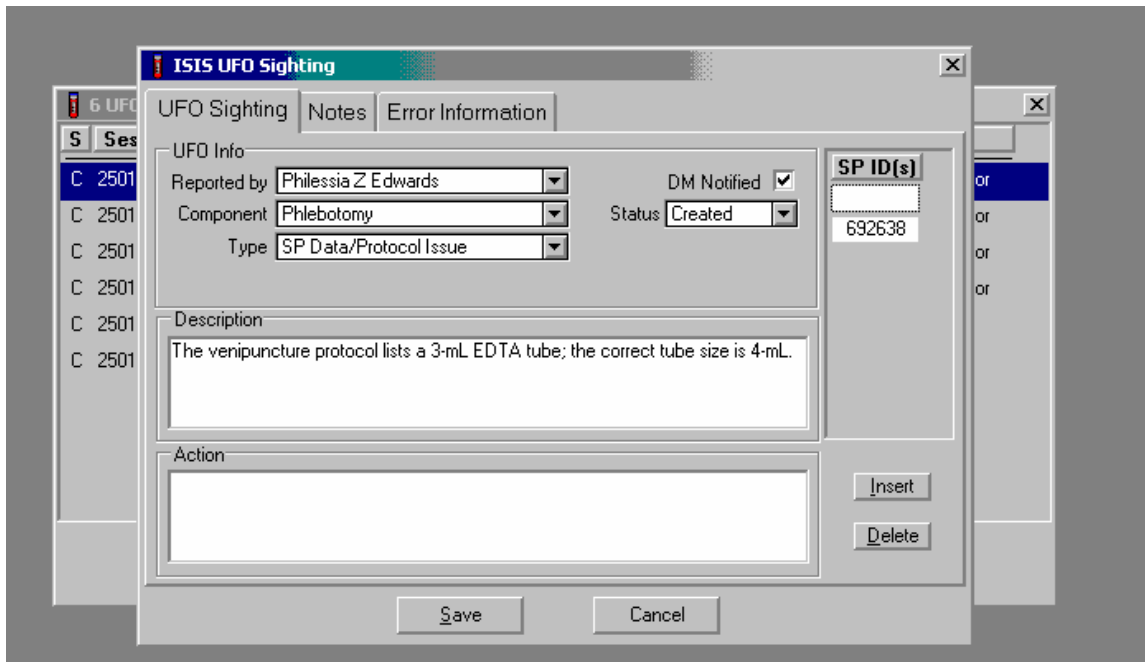 ISIS UFO Sighting
6 UFO
UFO Sighting Notes Error Information
S Ses
UFO Info
SP ID(s)
Reported by Philessia Z Edwards DM Notified
C 2501 or
Component Phlebotomy Status Created
C 2501 or
692638
Type SP Data/Protocol Issue
C 2501 or
C 2501 or
Description
C 2501
The venipuncture protocol lists a 3-mL EDTA tube; the correct tube size is 4-mL.
C 2501
Action
Insert
Delete
Save Cancel